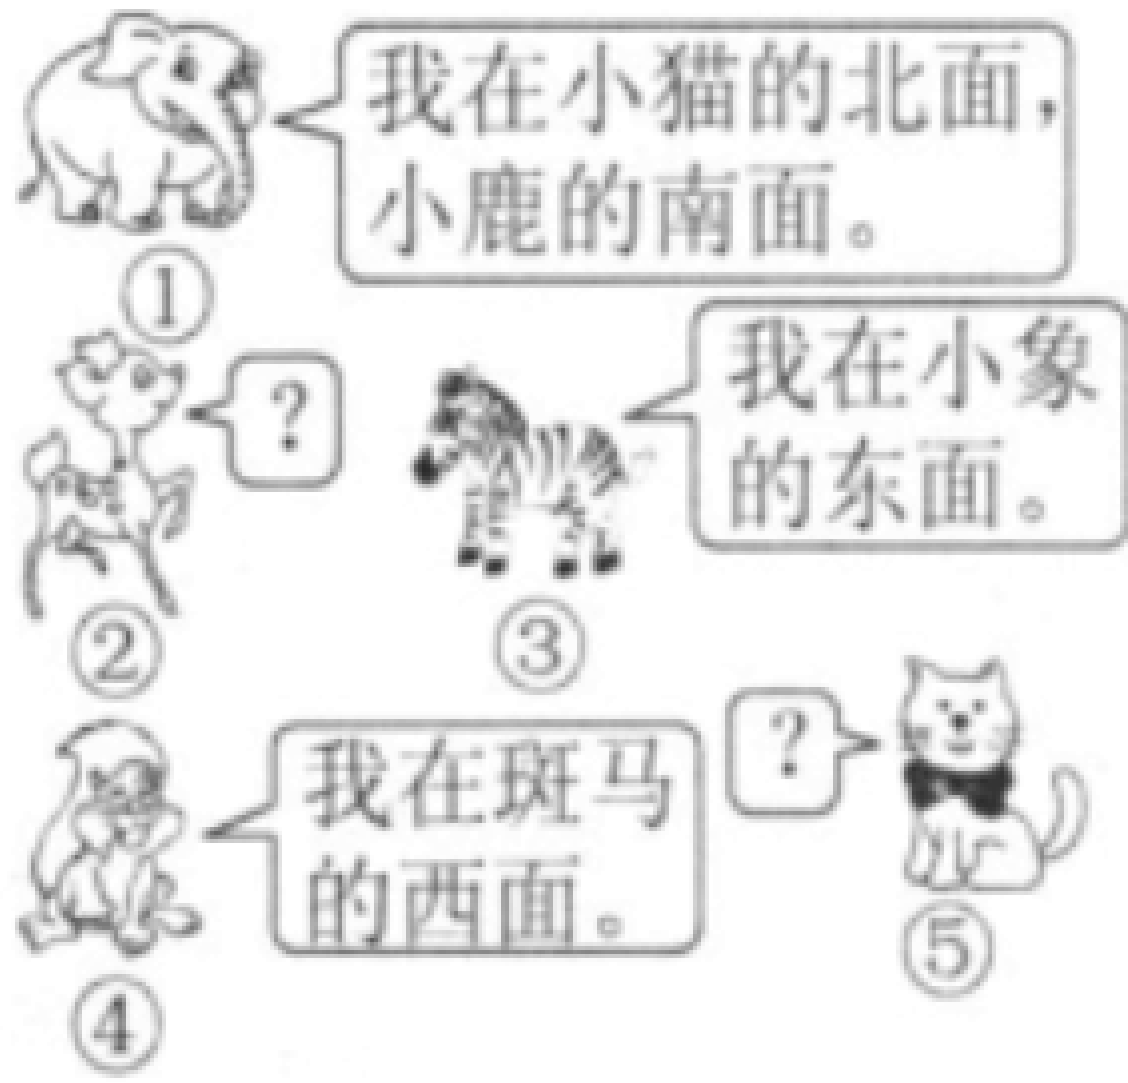 我在小猫的北面，
小鹿的南面。
①
?
我在小象
的东面。
②
③
?
我在斑马
的西面。
⑤
④